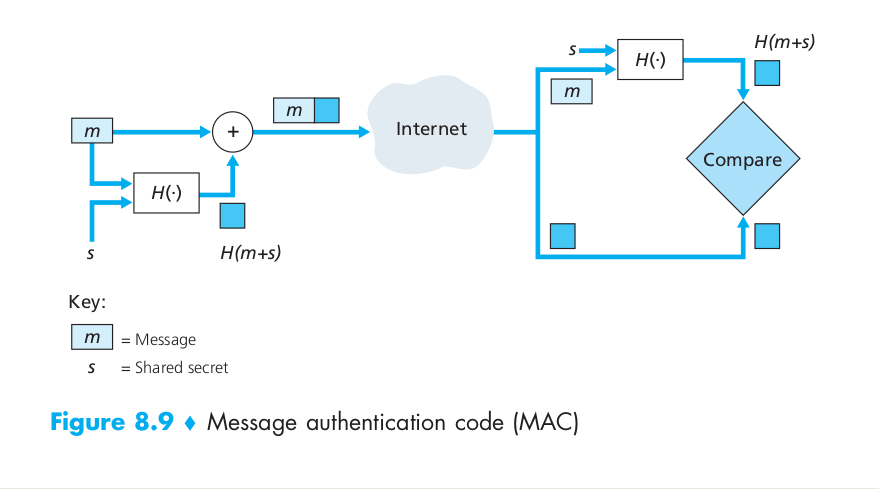 s
H(·)
H(m+s)
m
m
m
+
Internet
Compare
H(·)
s
H(m+s)
Key:
m = Message
s = Shared secret
Figure 8.9 ♦ Message authentication code (MAC)